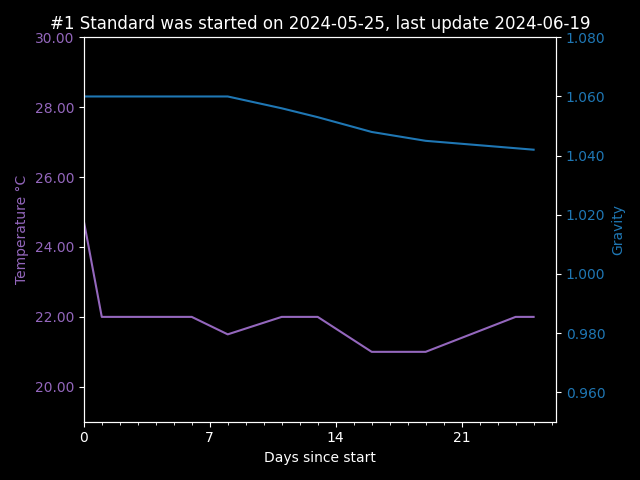 #1 Standard was started on 2024-05-25, last update 2024-06-19
30.00
28.00
26.00
24.00
22.00
20.00
Temperature °C
1.080
1.060
1.040
1.020
1.000
0.980
0.960
Gravity
0 7 14 21
Days since start